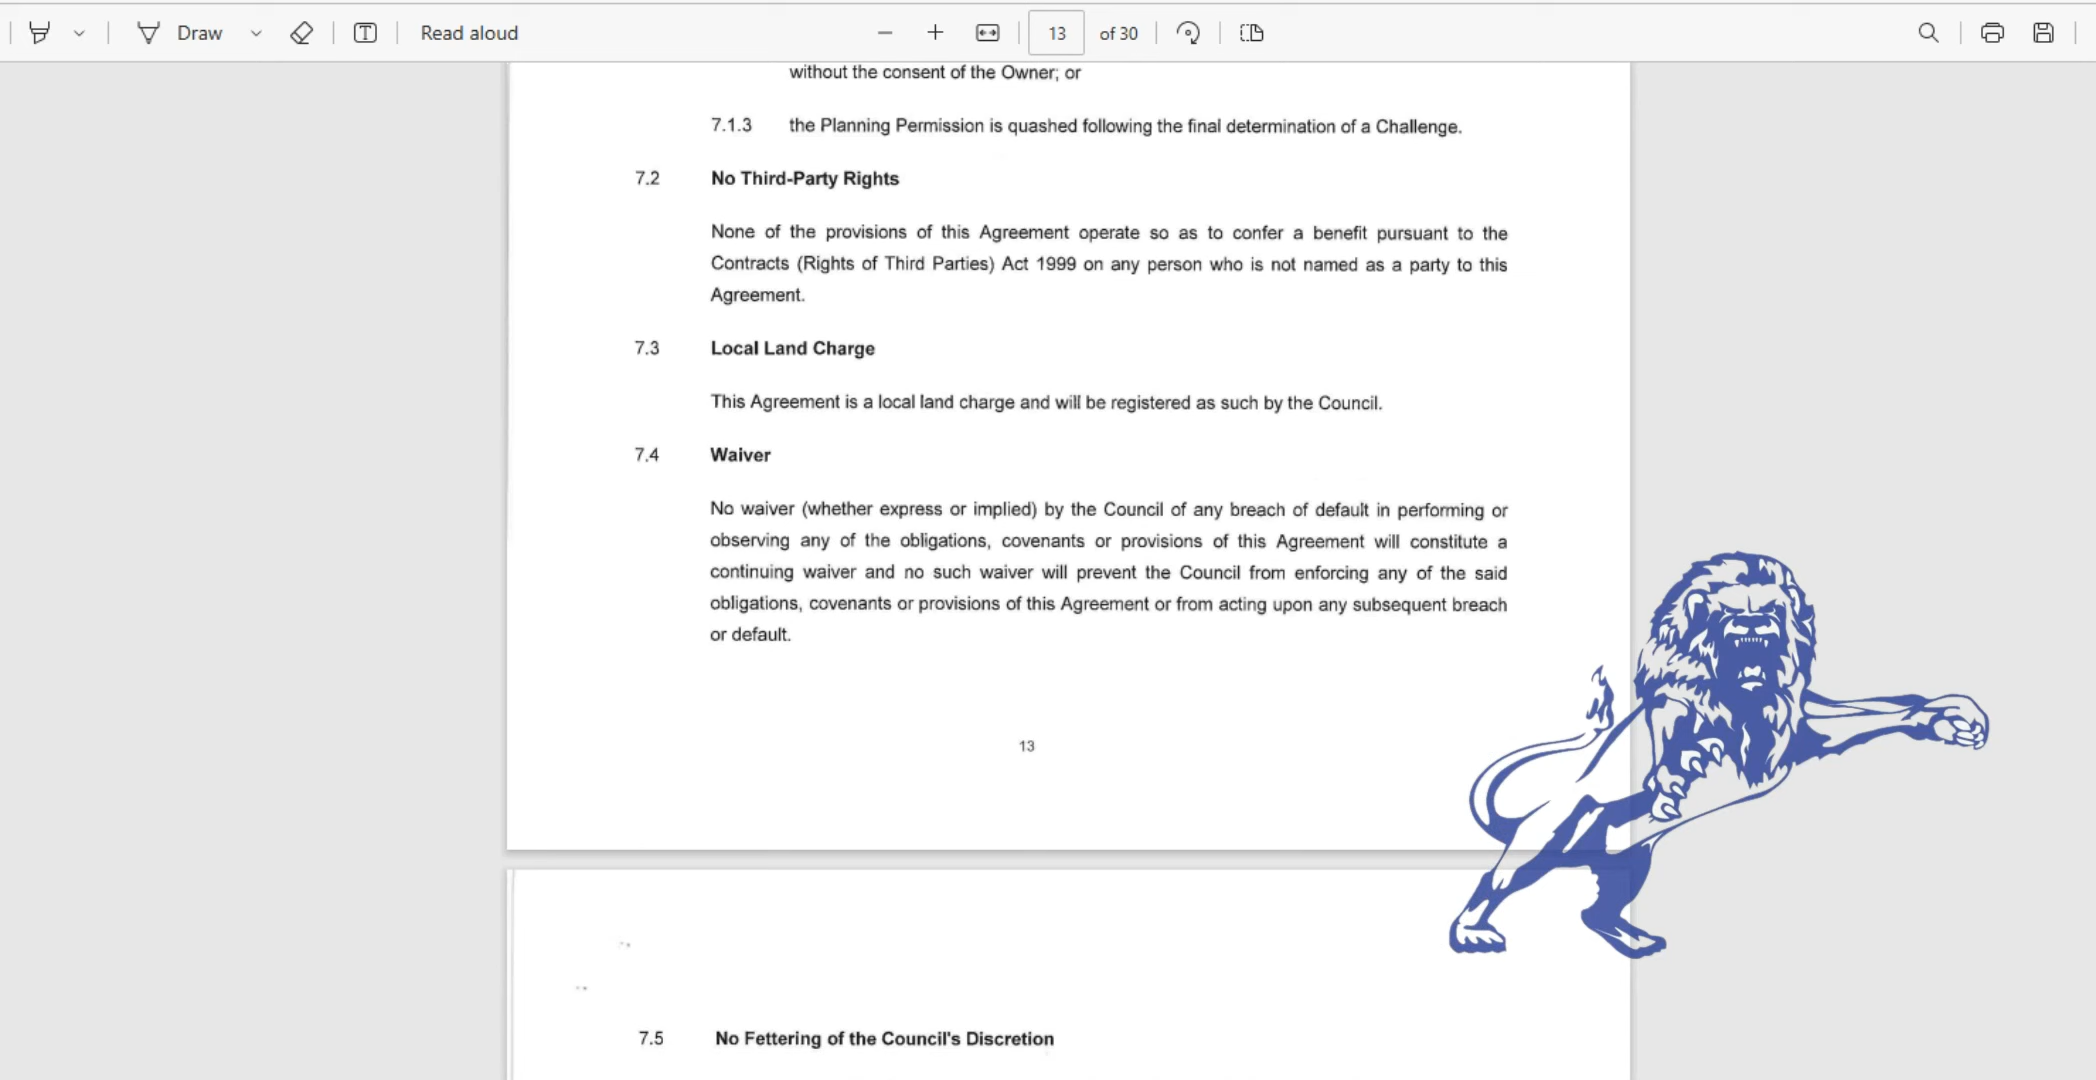 Draw
Read aloud
13
of 30
without the consent of the Owner; or
7.1.3 the Planning Permission is quashed following the final determination of a Challenge.
7.2 No Third-Party Rights
None of the provisions of this Agreement operate so as to confer a benefit pursuant to the
Contracts (Rights of Third Parties) Act 1999 on any person who is not named as a party to this
Agreement.
7.3 Local Land Charge
This Agreement is a local land charge and will be registered as such by the Council.
7.4 Waiver
No waiver (whether express or implied) by the Council of any breach of default in performing or
observing any of the obligations, covenants or provisions of this Agreement will constitute a
continuing waiver and no such waiver will prevent the Council from enforcing any of the said
obligations, covenants or provisions of this Agreement or from acting upon any subsequent breach
or default.
13
7.5 No Fettering of the Council's Discretion